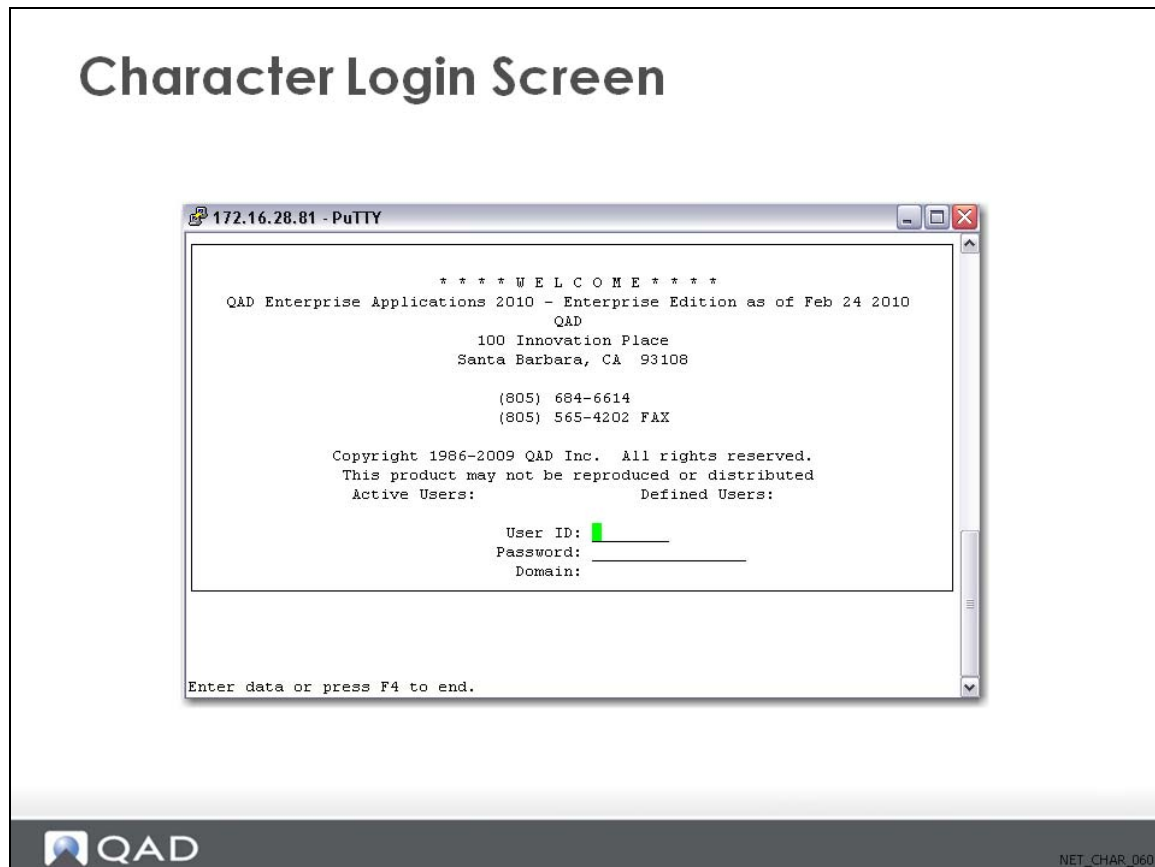 Character Login Screen
172.16.28.81 - PuTTY
* * * * W E L C O M E * * * *
QAD Enterprise Applications 2010 - Enterprise Edition as of Feb 24 2010
QAD
100 Innovation Place
Santa Barbara, CA  93108
(805) 684-6614
(805) 565-4202 FAX
Copyright 1986-2009 QAD Inc.  All rights reserved.
This product may not be reproduced or distributed
Active Users:                    Defined Users:
User ID:
Password:
Domain:
Enter data or press F4 to end.
QAD
NET_CHAR_060